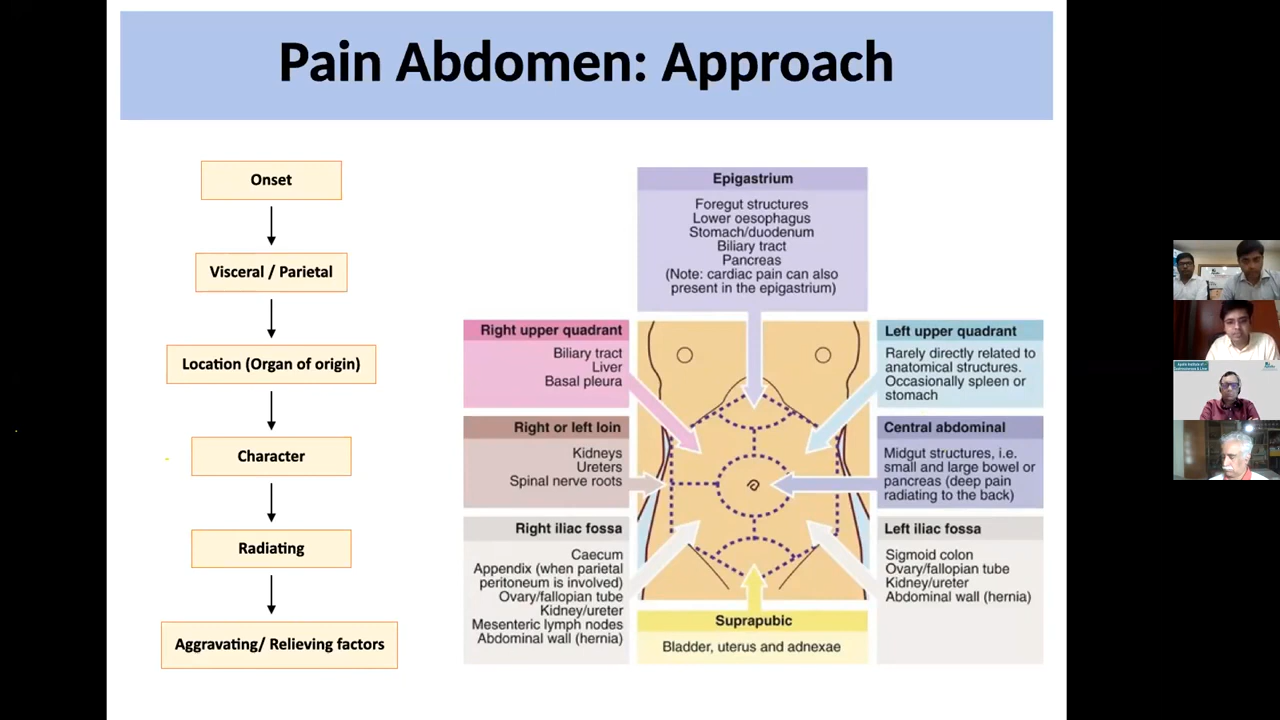 Pain Abdomen: Approach
Onset
Visceral / Parietal
Location (Organ of origin)
Character
Radiating
Aggravating/ Relieving factors
Epigastrium
Foregut structures
Lower oesophagus
Stomach/duodenum
Biliary tract
Pancreas
(Note: cardiac pain can also
present in the epigastrium)
Right upper quadrant
Biliary tract
Liver
Basal pleura
Left upper quadrant
Rarely directly related to
anatomical structures.
Occasionally spleen or
stomach
Right or left loin
Kidneys
Ureters
Spinal nerve roots
Central abdominal
Midgut structures, i.e.
small and large bowel or
pancreas (deep pain
radiating to the back)
Right iliac fossa
Caecum
Appendix (when parietal
peritoneum is involved)
Ovary/fallopian tube
Kidney/ureter
Mesenteric lymph nodes
Abdominal wall (hernia)
Left iliac fossa
Sigmoid colon
Ovary/fallopian tube
Kidney/ureter
Abdominal wall (hernia)
Suprapubic
Bladder, uterus and adnexae